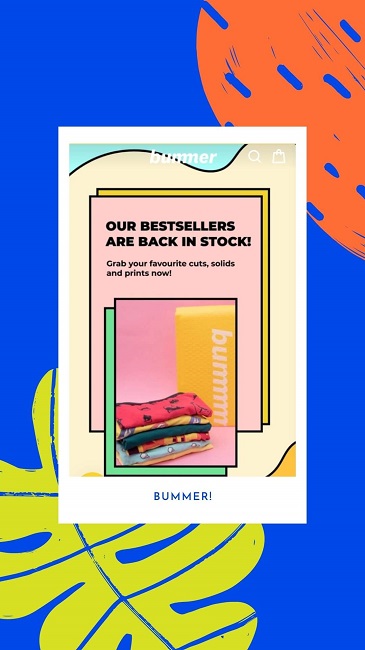 bummer
OUR BESTSELLERS
ARE BACK IN STOCK!
Grab your favourite cuts, solids
and prints now!
bumm
BUMMER!